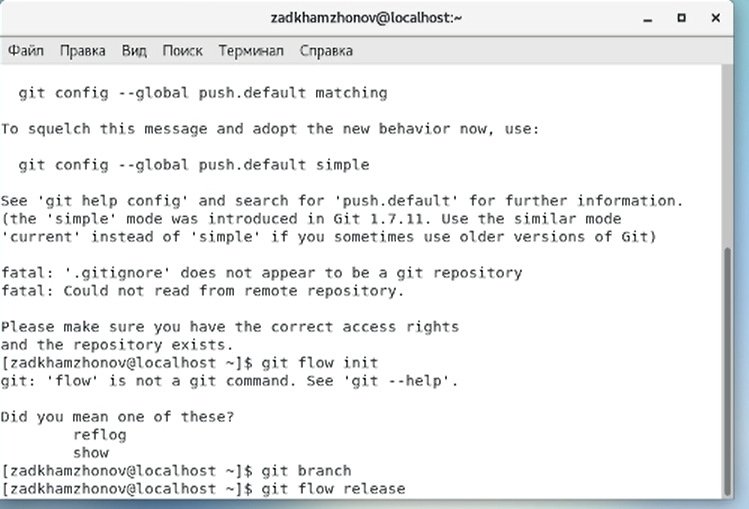 zadkhamzhonov@localhost:~
Файл Правка Вид Поиск Терминал Справка
git config --global push.default matching
To squelch this message and adopt the new behavior now, use:
git config --global push.default simple
See 'git help config' and search for 'push.default' for further information.
(the 'simple' mode was introduced in Git 1.7.11. Use the similar mode
'current' instead of 'simple' if you sometimes use older versions of Git)
fatal: '.gitignore' does not appear to be a git repository
fatal: Could not read from remote repository.
Please make sure you have the correct access rights
and the repository exists.
[zadkhamzhonov@localhost ~]$ git flow init
git: 'flow' is not a git command. See 'git --help'.
Did you mean one of these?
reflog
show
[zadkhamzhonov@localhost ~]$ git branch
[zadkhamzhonov@localhost ~]$ git flow release